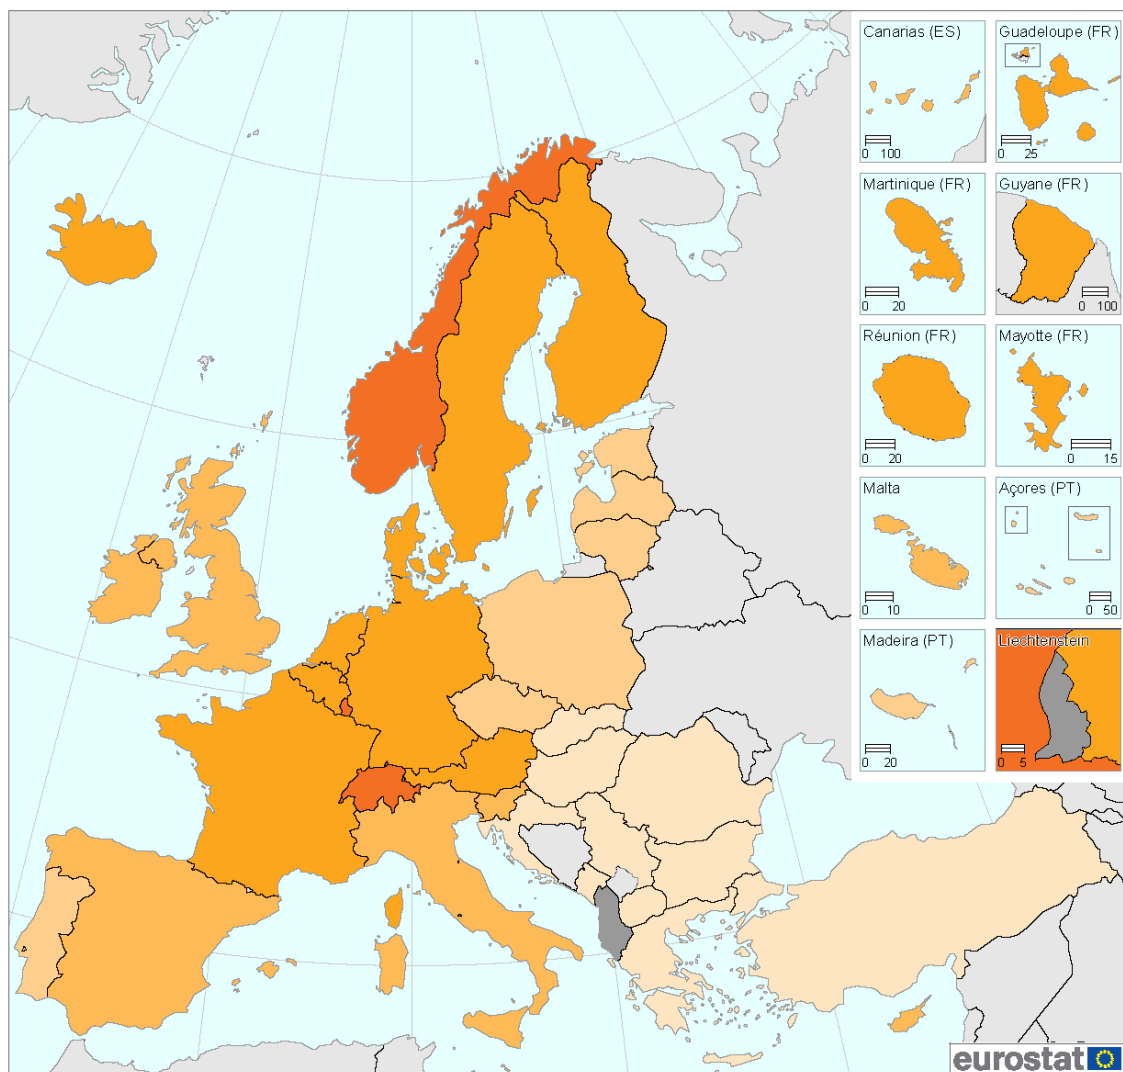 Canarias (ES)
0 100
Guadeloupe (FR)
0 25
Martinique (FR)
0 20
Guyane (FR)
0 100
Réunion (FR)
0 20
Mayotte (FR)
0 15
Malta
0 10
Açores (PT)
0 50
Madeira (PT)
0 20
Liechtenstein
0 5
eurostat